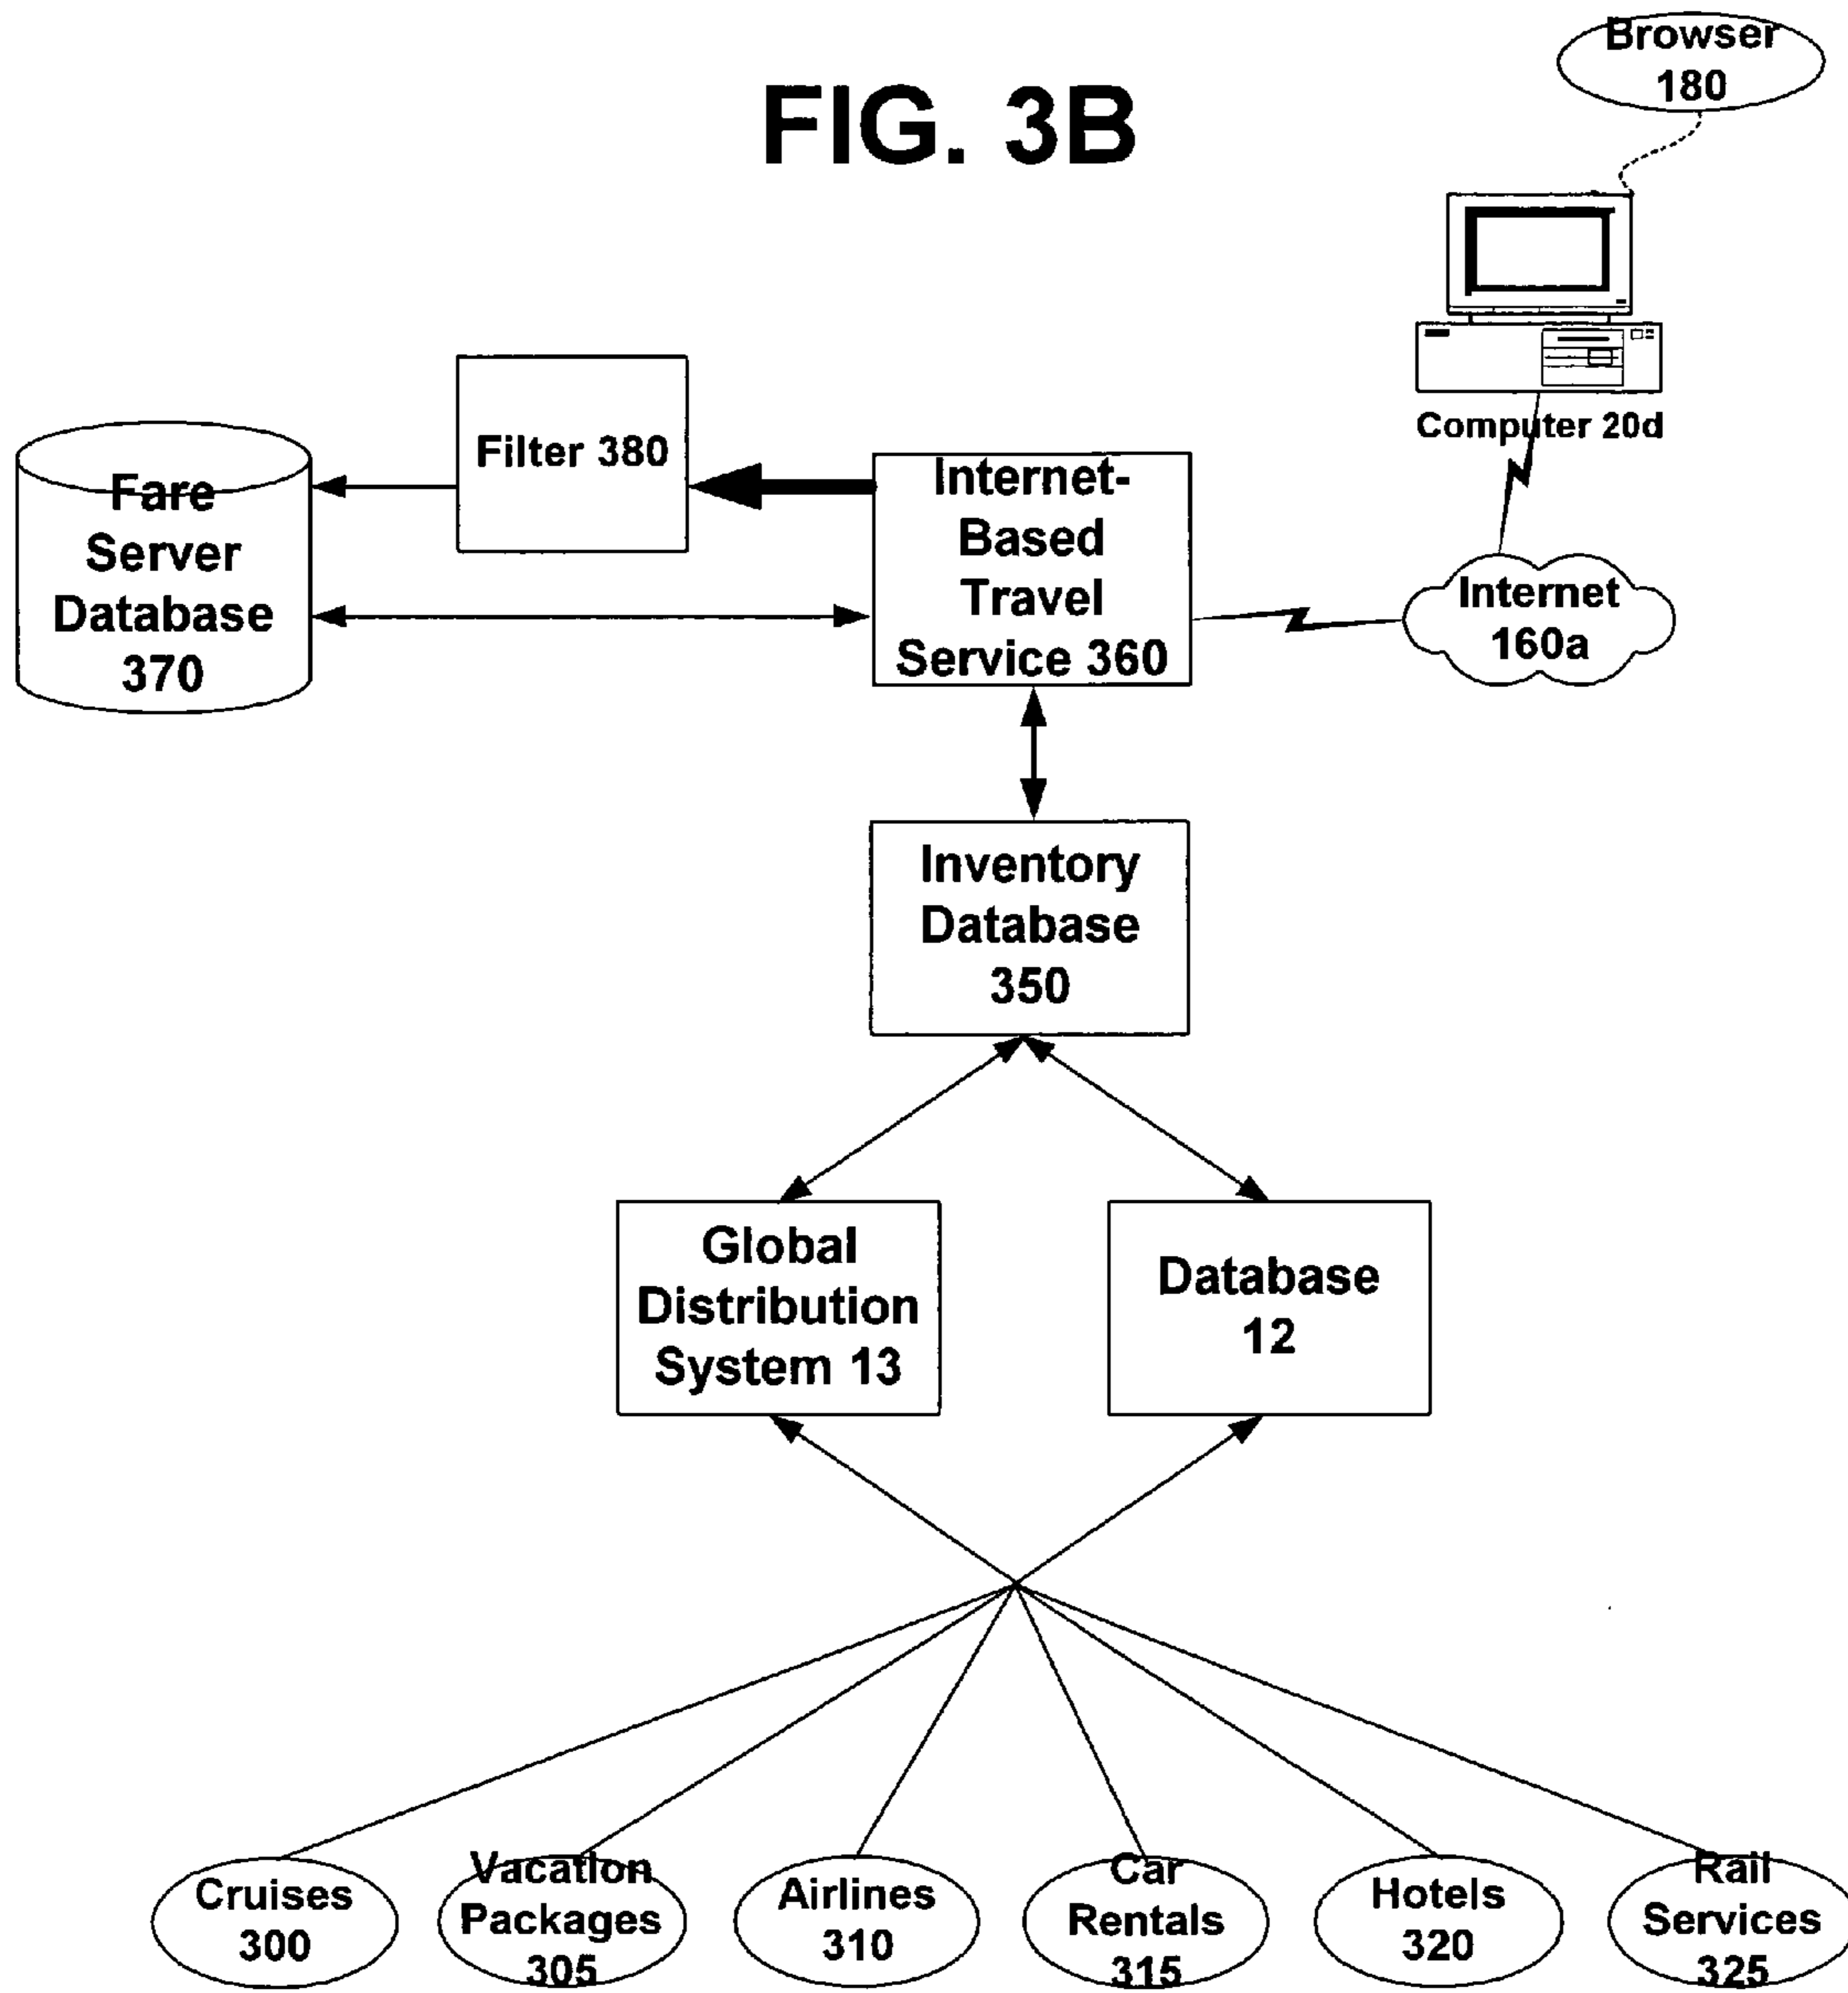 FIG. 3B
Browser
180
Computer 20d
Filter 380
Fare
Server
Database
370
Internet-
Based
Travel
Service 360
Internet
160a
Inventory
Database
350
Global
Distribution
System 13
Database
12
Cruises
300
Vacation
Packages
305
Airlines
310
Car
Rentals
315
Hotels
320
Rail
Services
325